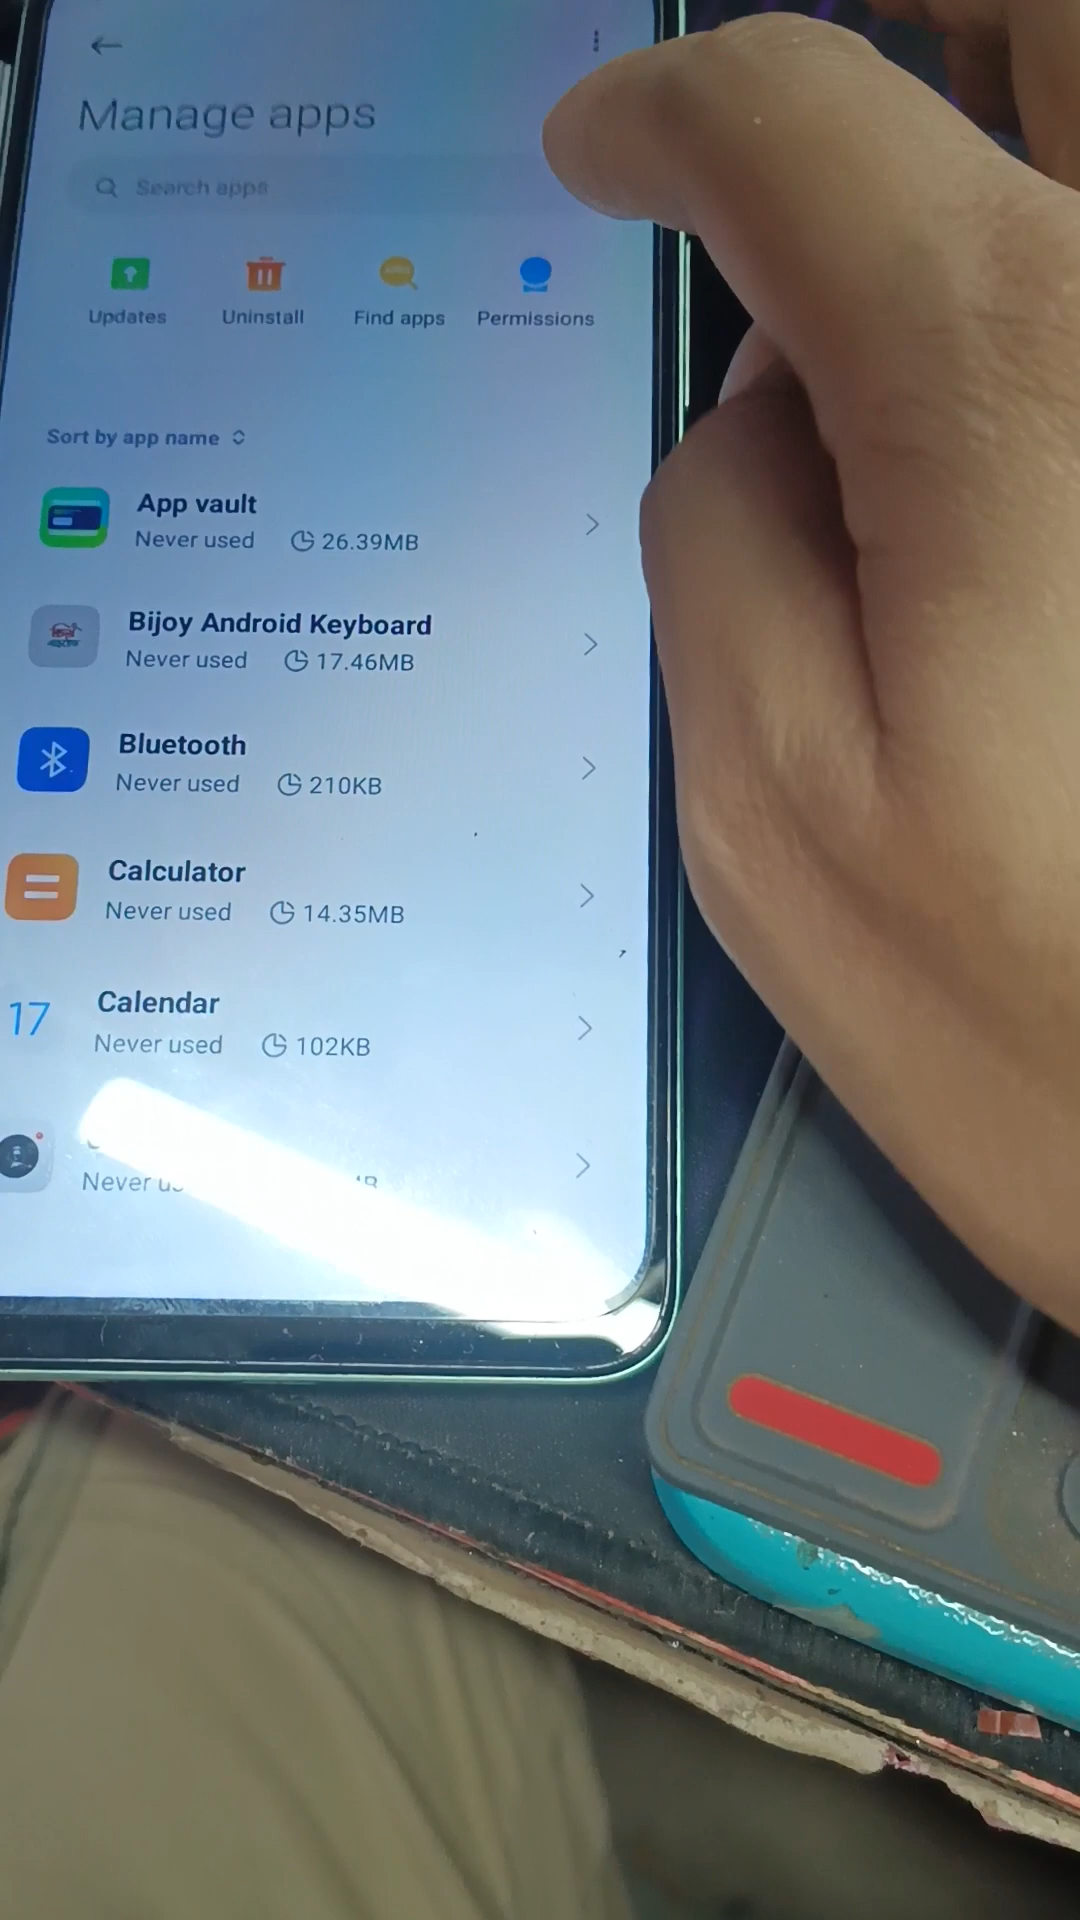 Manage apps
Search apps
Updates Uninstall Find apps Permissions
Sort by app name
App vault
Never used 26.39MB
Bijoy Android Keyboard
Never used 17.46MB
Bluetooth
Never used 210KB
Calculator
Never used 14.35MB
17 Calendar
Never used 102KB
Never